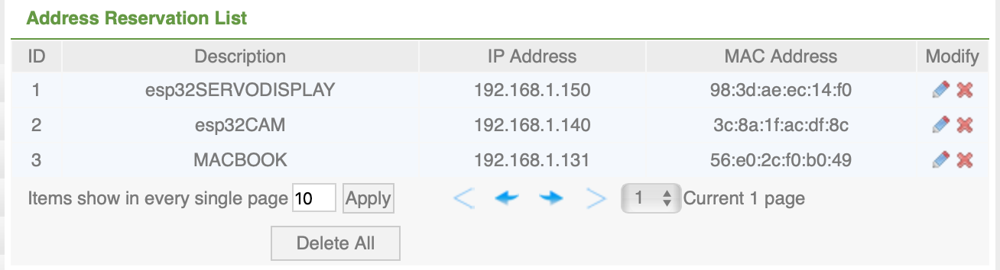 Address Reservation List
ID Description IP Address MAC Address Modify
1 esp32SERVODISPLAY 192.168.1.150 98:3d:ae:ec:14:f0
2 esp32CAM 192.168.1.140 3c:8a:1f:ac:df:8c
3 MACBOOK 192.168.1.131 56:e0:2c:f0:b0:49
Items show in every single page 10 Apply 1 Current 1 page
Delete All